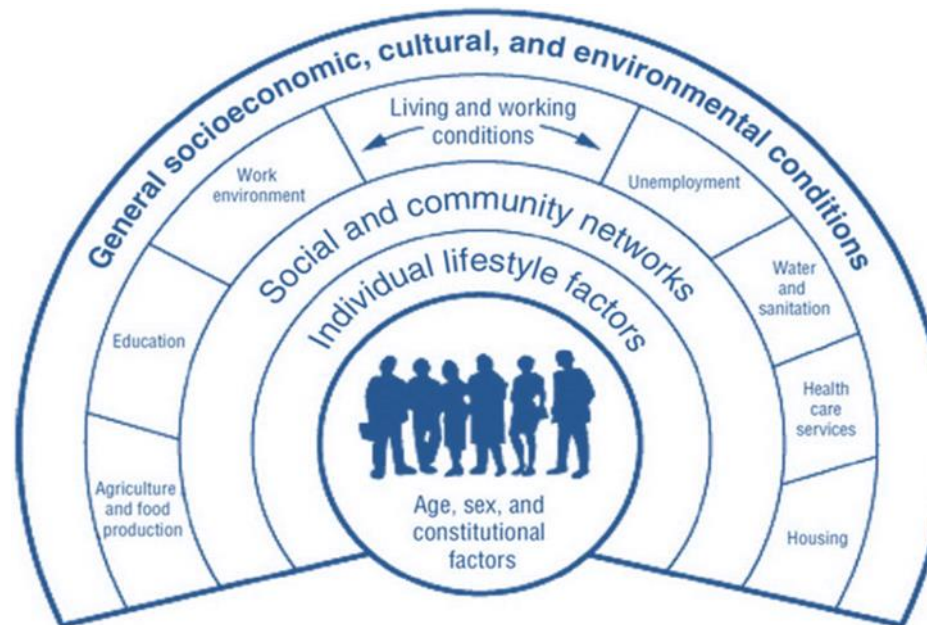 General socioeconomic, cultural, and environmental conditions
Living and working
conditions
Work
environment
Unemployment
Education
Water
and
sanitation
Agriculture
and food
production
Health
care
services
Housing
Social and community networks
Individual lifestyle factors
Age, sex, and
constitutional
factors